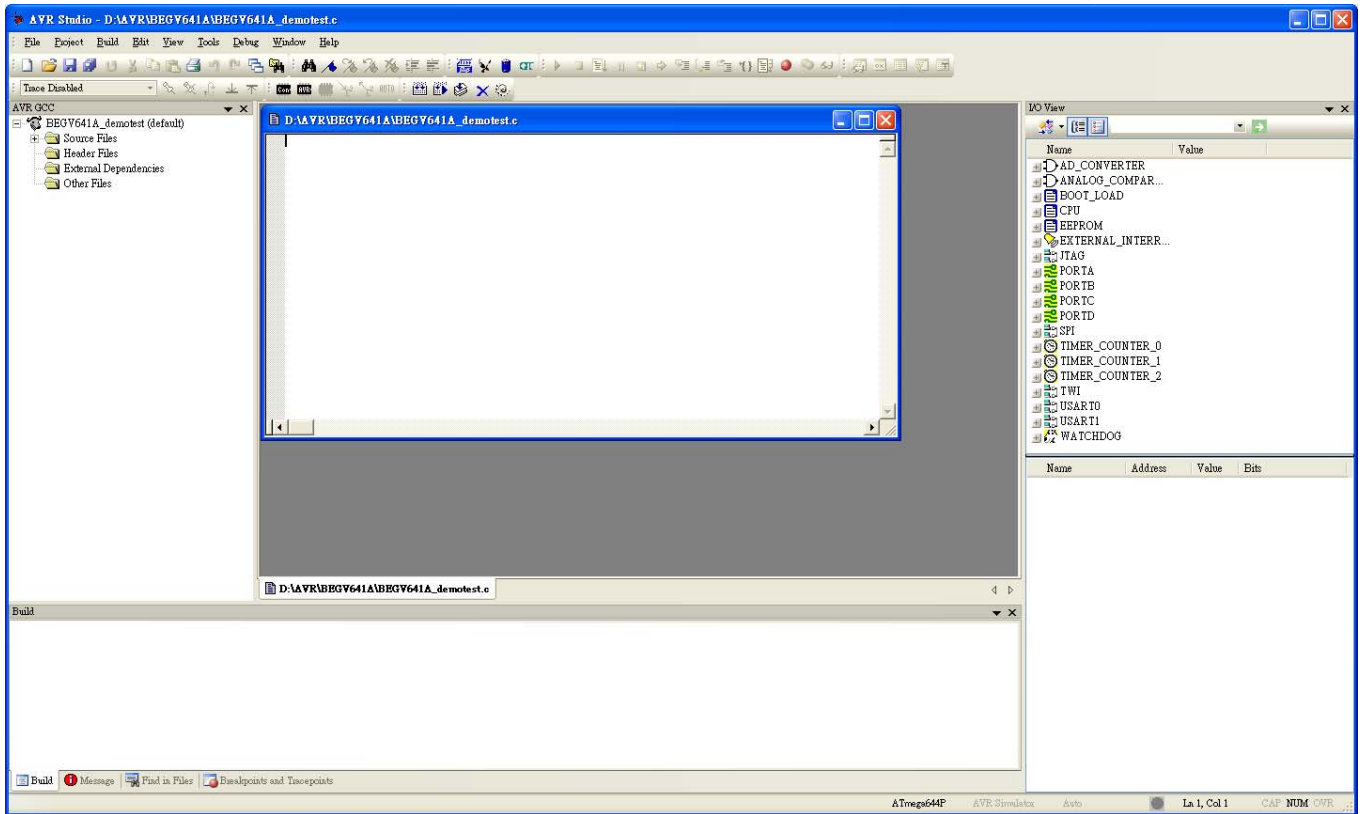 AVR Studio - D:\AVR\BEGV641A\BEGV641A_demotest.c
File Project Build Edit View Tools Debug Window Help
Trace Disabled
Con AVR AUTO
AVR GCC
BEGV641A_demotest (default)
Source Files
Header Files
External Dependencies
Other Files
D:\AVR\BEGV641A\BEGV641A_demotest.c
D:\AVR\BEGV641A\BEGV641A_demotest.c
I/O View
Name Value
AD_CONVERTER
ANALOG_COMPAR...
BOOT_LOAD
CPU
EEPROM
EXTERNAL_INTERR...
JTAG
PORTA
PORTB
PORTC
PORTD
SPI
TIMER_COUNTER_0
TIMER_COUNTER_1
TIMER_COUNTER_2
TWI
USART0
USART1
WATCHDOG
Name Address Value Bits
Build
Build Message Find in Files Breakpoints and Tracepoints
ATmega644P AVR Simulator Auto Ln 1, Col 1 CAP NUM OVR